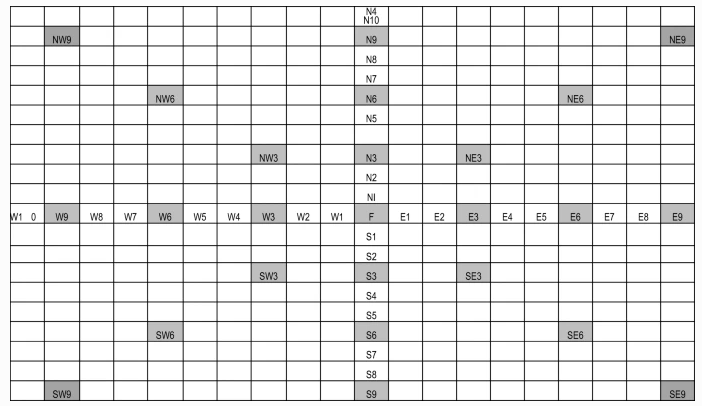 N4
N10
NW9 N9 NE9
N8
N7
NW6 N6 NE6
N5
NW3 N3 NE3
N2
NI
W1 0 W9 W8 W7 W6 W5 W4 W3 W2 W1 F E1 E2 E3 E4 E5 E6 E7 E8 E9
S1
S2
SW3 S3 SE3
S4
S5
SW6 S6 SE6
S7
S8
SW9 S9 SE9